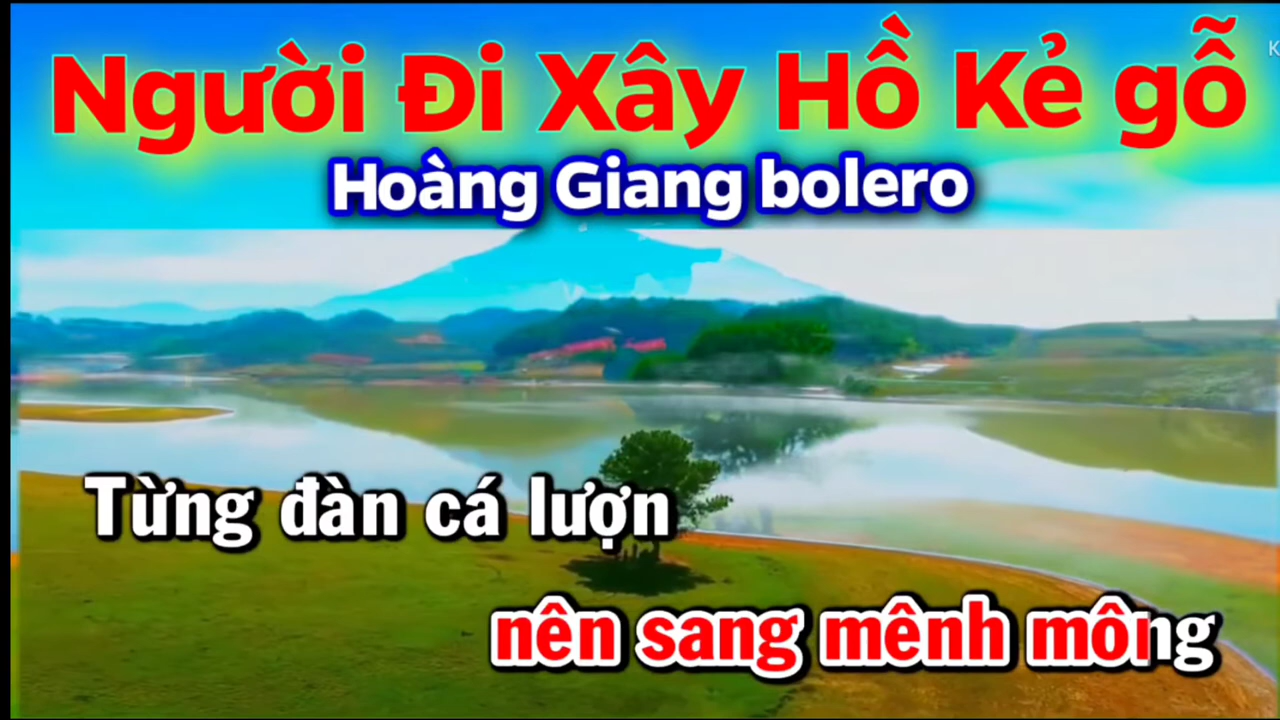 Người Đi Xây Hồ Kẻ gỗ
Hoàng Giang bolero
Từng đàn cá lượn
nên sang mênh mông